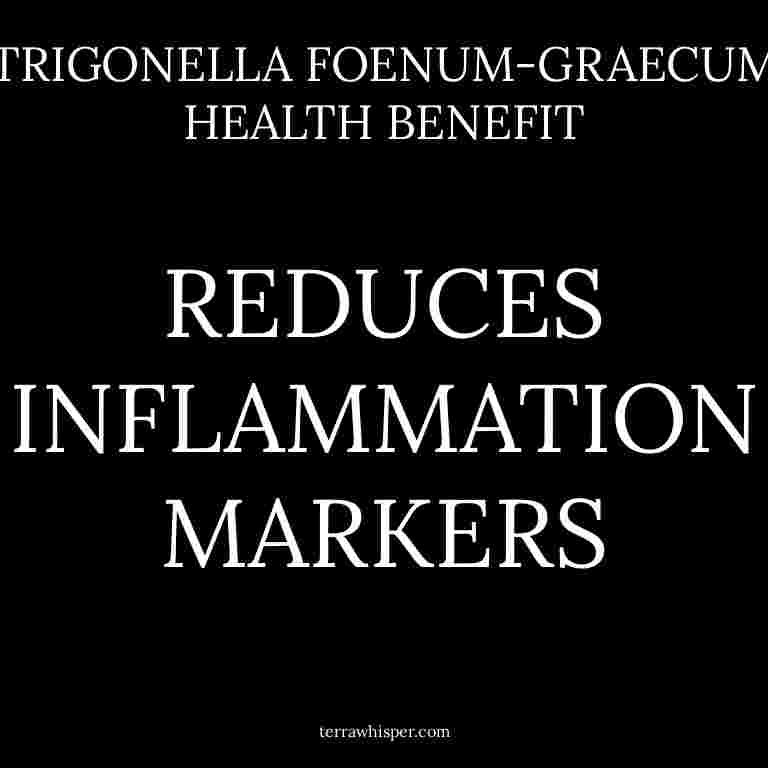 TRIGONELLA FOENUM-GRAECUM
HEALTH BENEFIT
REDUCES
INFLAMMATION
MARKERS
terrawhisper.com